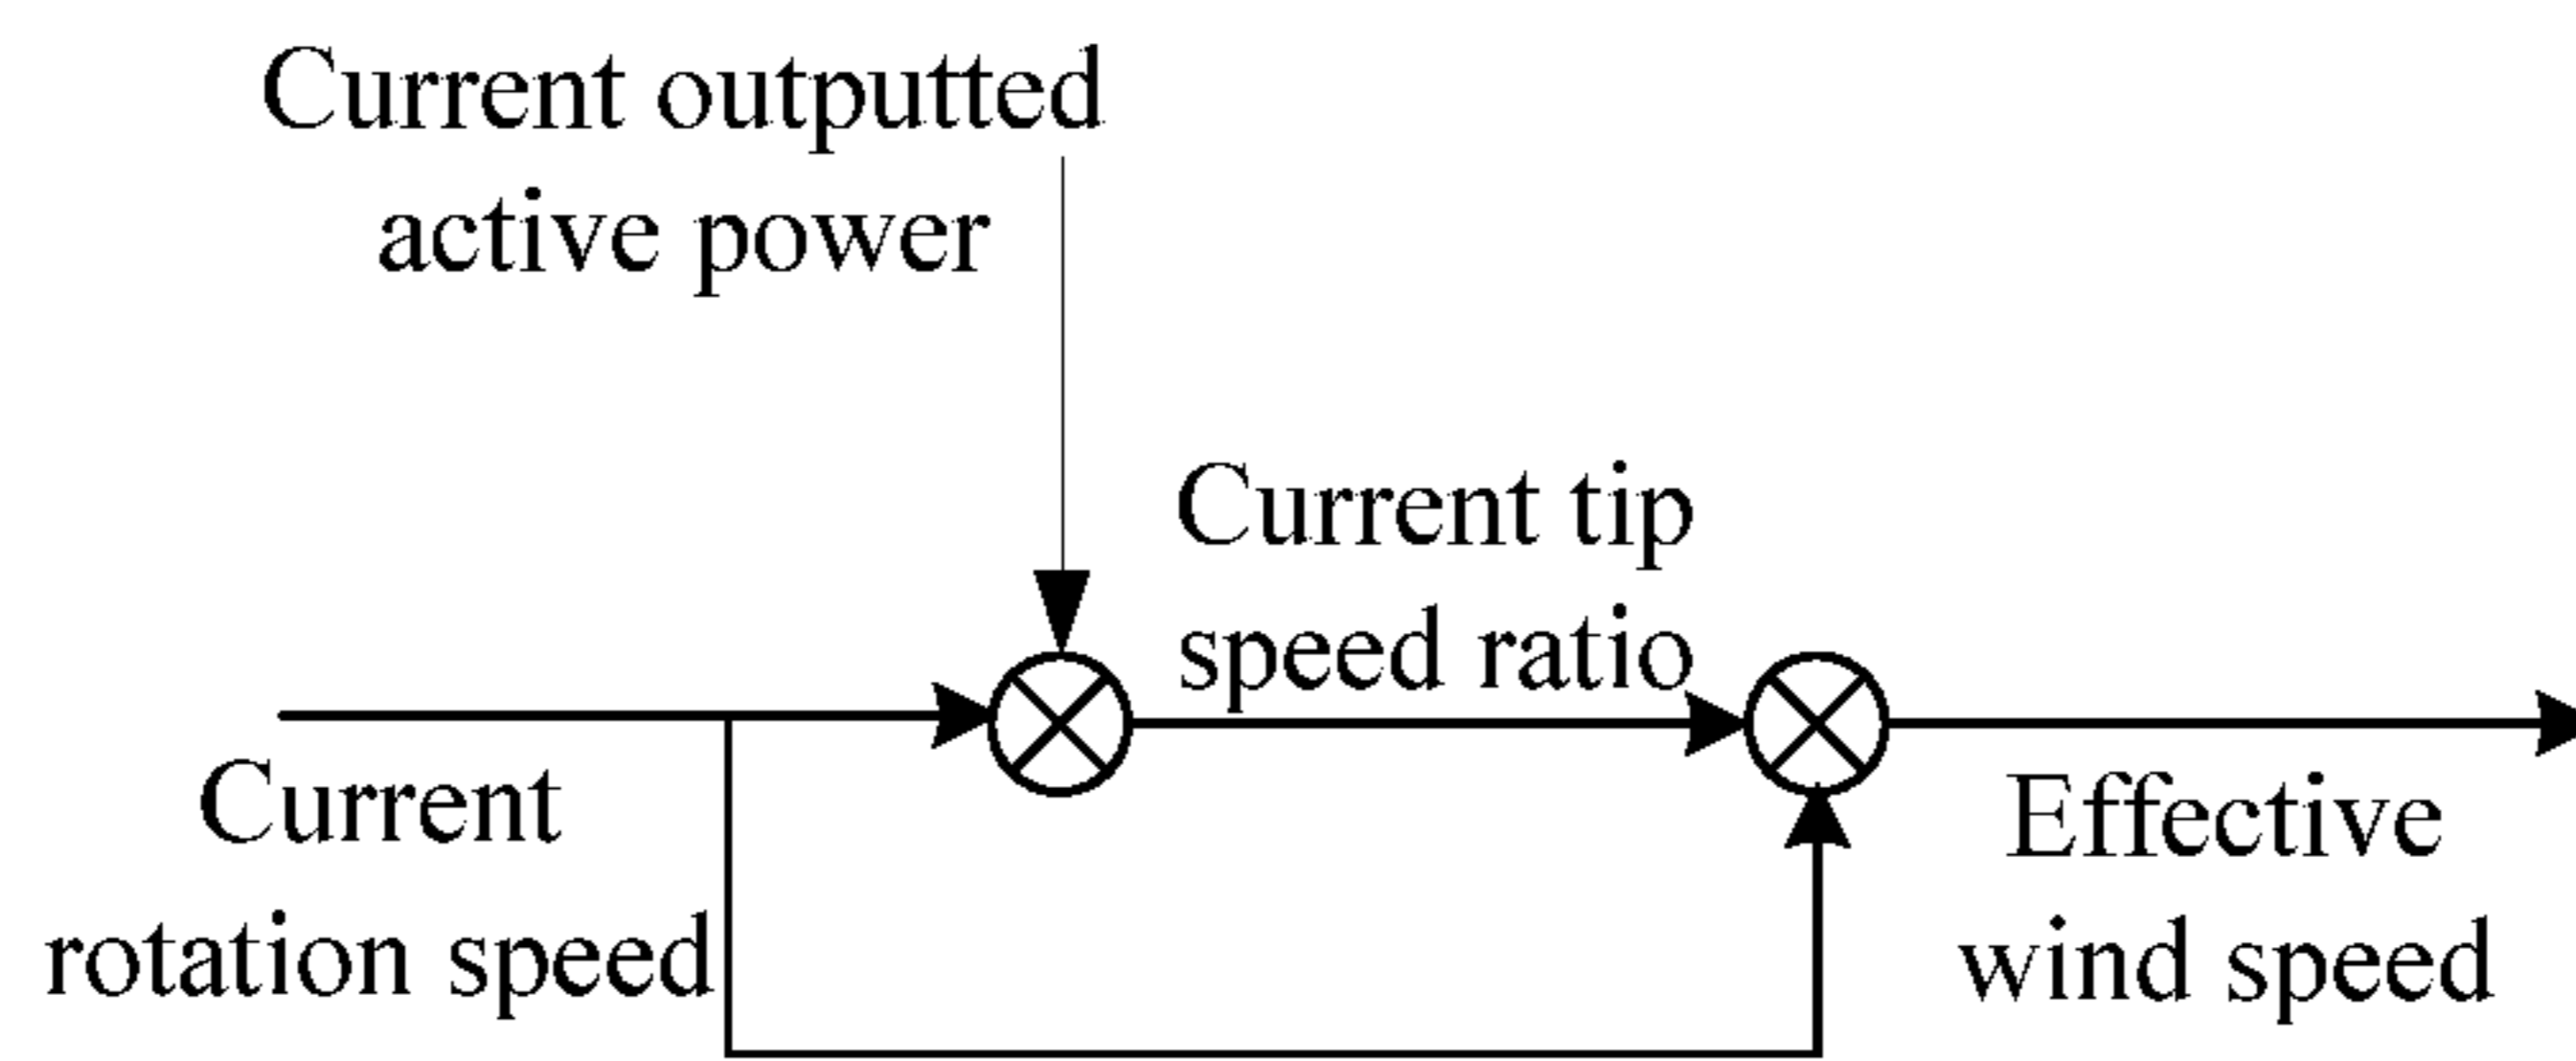 Current outputted
active power
Current tip
speed ratio
Current
rotation speed
Effective
wind speed